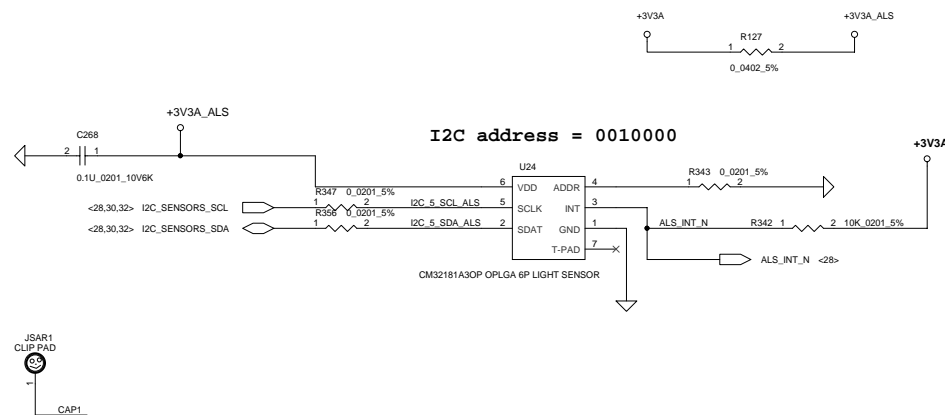 +3V3A +3V3A_ALS
R127
1 2
0_0402_5%
+3V3A_ALS
I2C address = 0010000
+3V3A
C268
2 1
0.1U_0201_10V6K
U24
R343 0_0201_5%
1 2
R347 0_0201_5%
6 VDD ADDR 4
<28,30,32> I2C_SENSORS_SCL 1 2 I2C_5_SCL_ALS 5 SCLK INT 3
R356 0_0201_5%
<28,30,32> I2C_SENSORS_SDA 1 2 I2C_5_SDA_ALS 2 SDAT GND 1
ALS_INT_N R342 1 2 10K_0201_5%
T-PAD 7
ALS_INT_N <28>
CM32181A3OP OPLGA 6P LIGHT SENSOR
JSAR1
CLIP PAD
1
CAP1